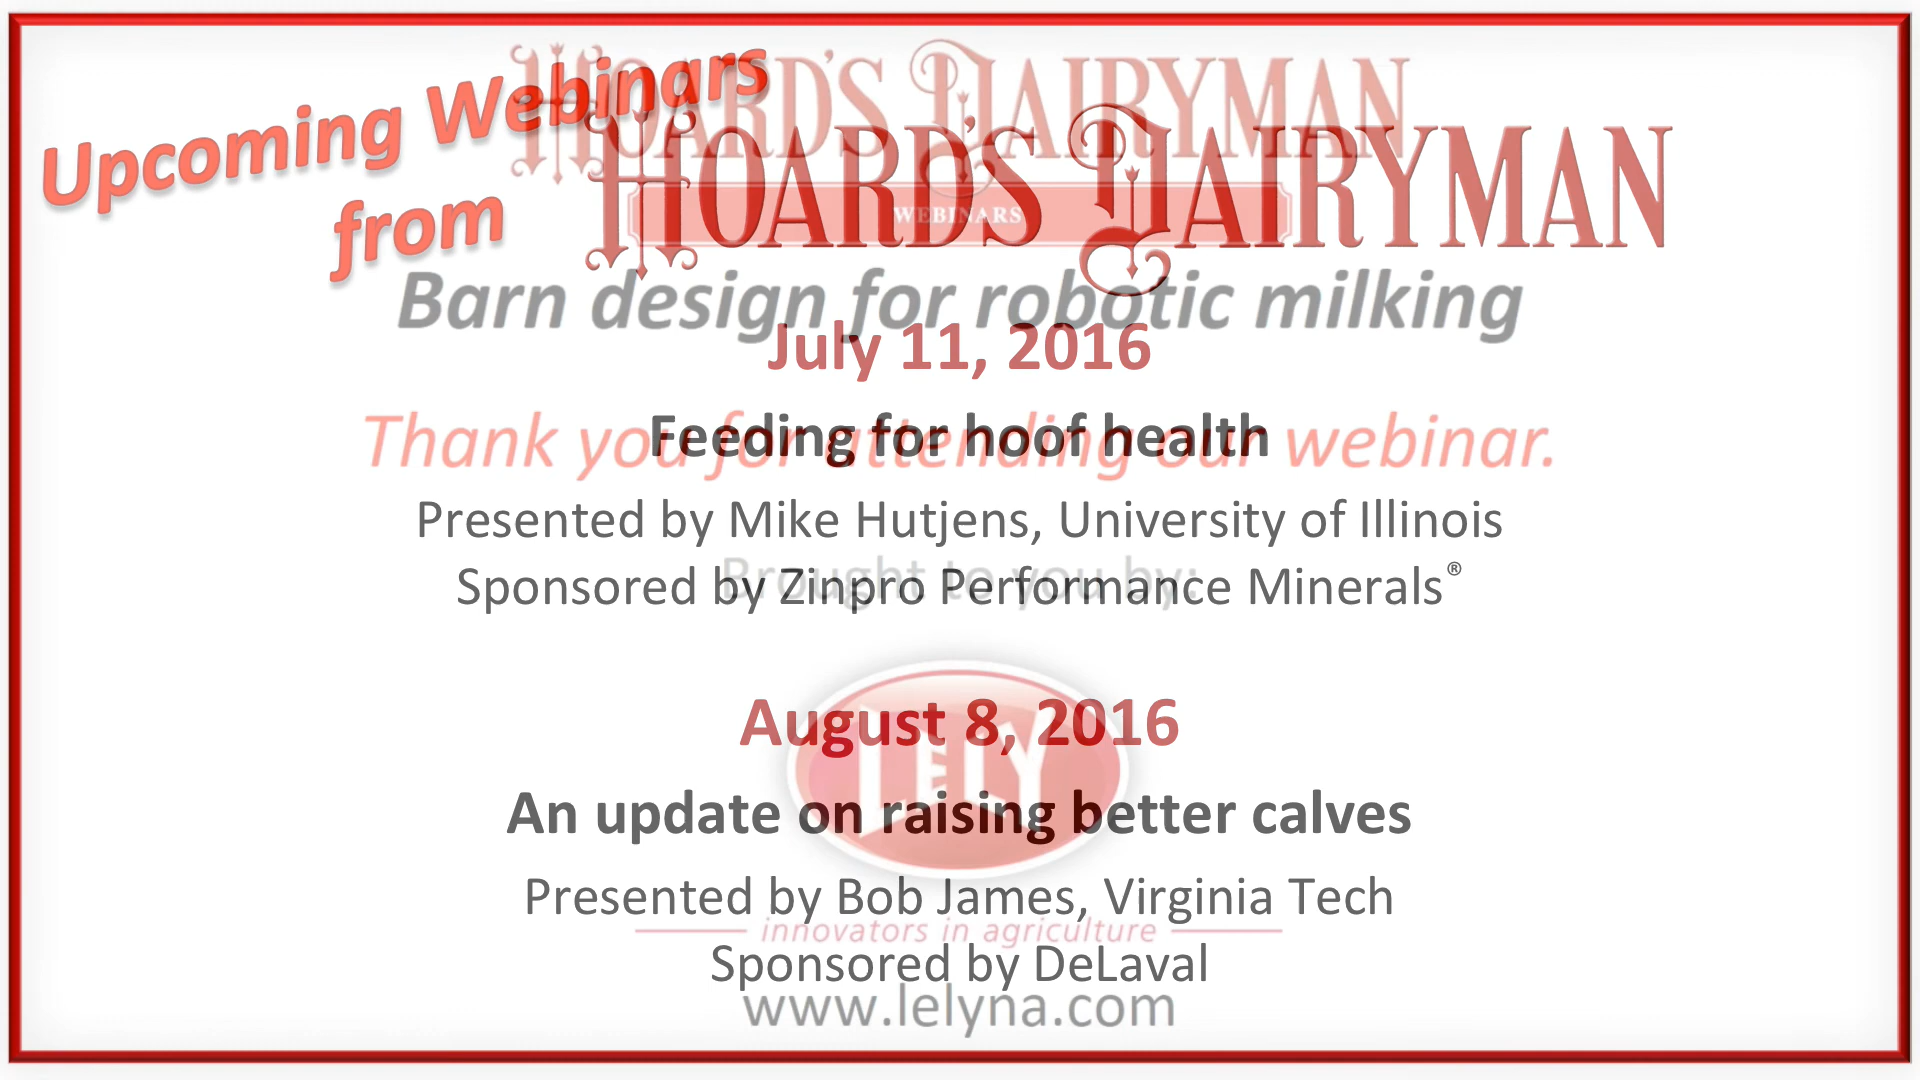 Upcoming Webinars
from
HOARD'S DAIRYMAN
HOARD'S DAIRYMAN
WEBINARS
Barn design for robotic milking
July 11, 2016
Thank you for attending our webinar.
Feeding for hoof health
Presented by Mike Hutjens, University of Illinois
Brought to you by:
Sponsored by Zinpro Performance Minerals®
LELY
August 8, 2016
An update on raising better calves
Presented by Bob James, Virginia Tech
innovators in agriculture
Sponsored by DeLaval
www.lelyna.com